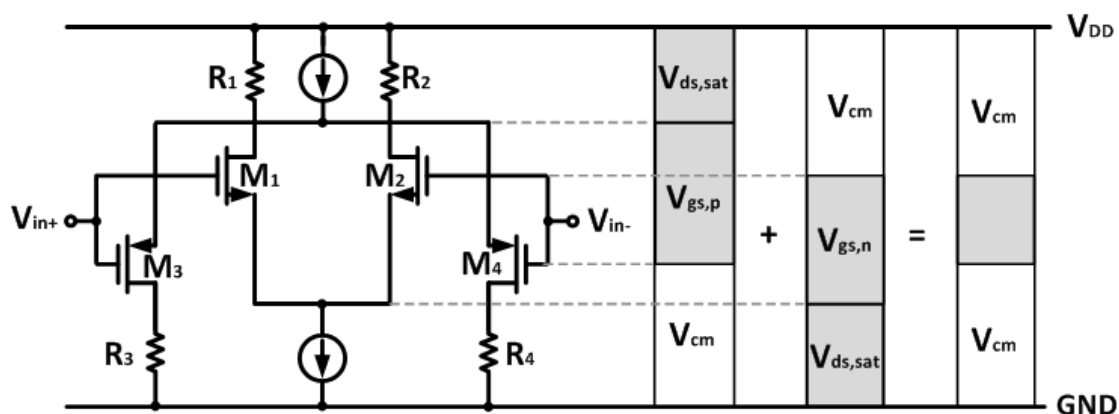 VDD
R1
R2
Vds,sat
Vcm
Vcm
M1
M2
Vgs,p
Vin+
Vin-
+
Vgs,n
=
M3
M4
R3
R4
Vcm
Vds,sat
Vcm
GND